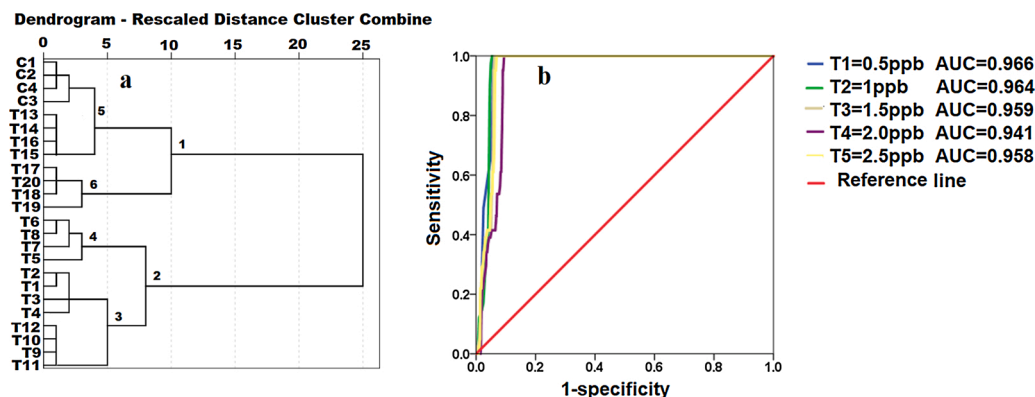 Dendrogram - Rescaled Distance Cluster Combine
0 5 10 15 20 25
a
C1
C2
C4
C3
T13
T14
T16
T15
T17
T20
T18
T19
T6
T8
T7
T5
T2
T1
T3
T4
T12
T10
T9
T11
5
1
6
4
2
3
b
Sensitivity
1.0
0.8
0.6
0.4
0.2
0.0
0.0 0.2 0.4 0.6 0.8 1.0
1-specificity
T1=0.5ppb AUC=0.966
T2=1ppb AUC=0.964
T3=1.5ppb AUC=0.959
T4=2.0ppb AUC=0.941
T5=2.5ppb AUC=0.958
Reference line